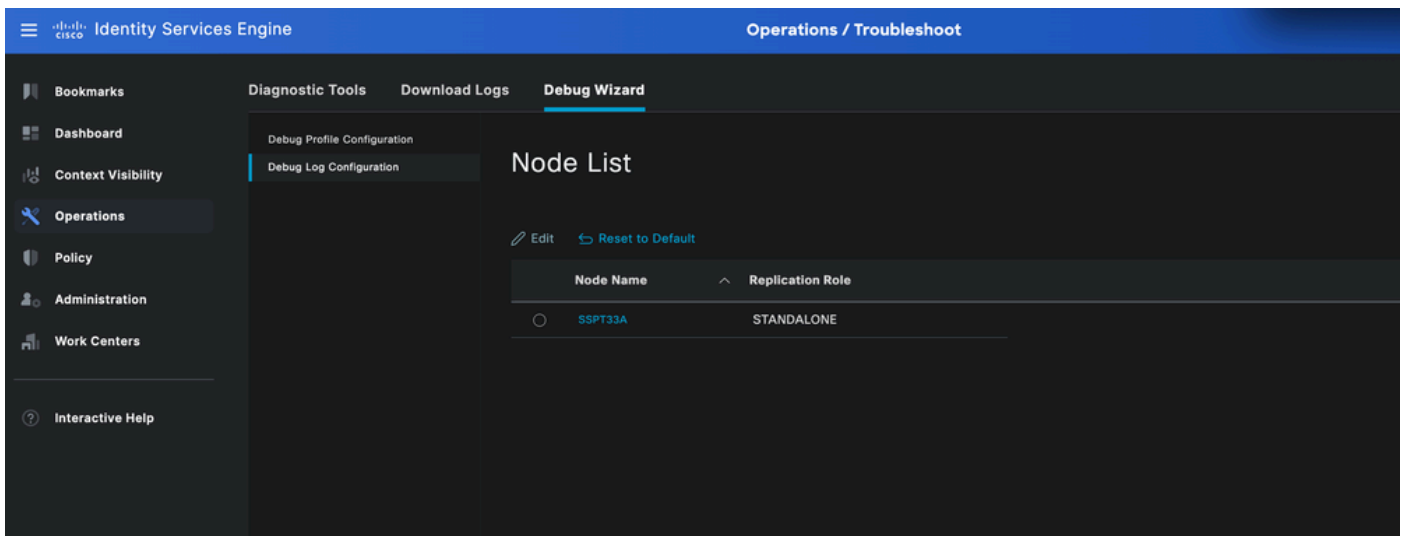 cisco Identity Services Engine
Operations / Troubleshoot
Bookmarks
Dashboard
Context Visibility
Operations
Policy
Administration
Work Centers
Interactive Help
Diagnostic Tools Download Logs Debug Wizard
Debug Profile Configuration
Debug Log Configuration
Node List
Edit Reset to Default
Node Name Replication Role
SSPT33A STANDALONE